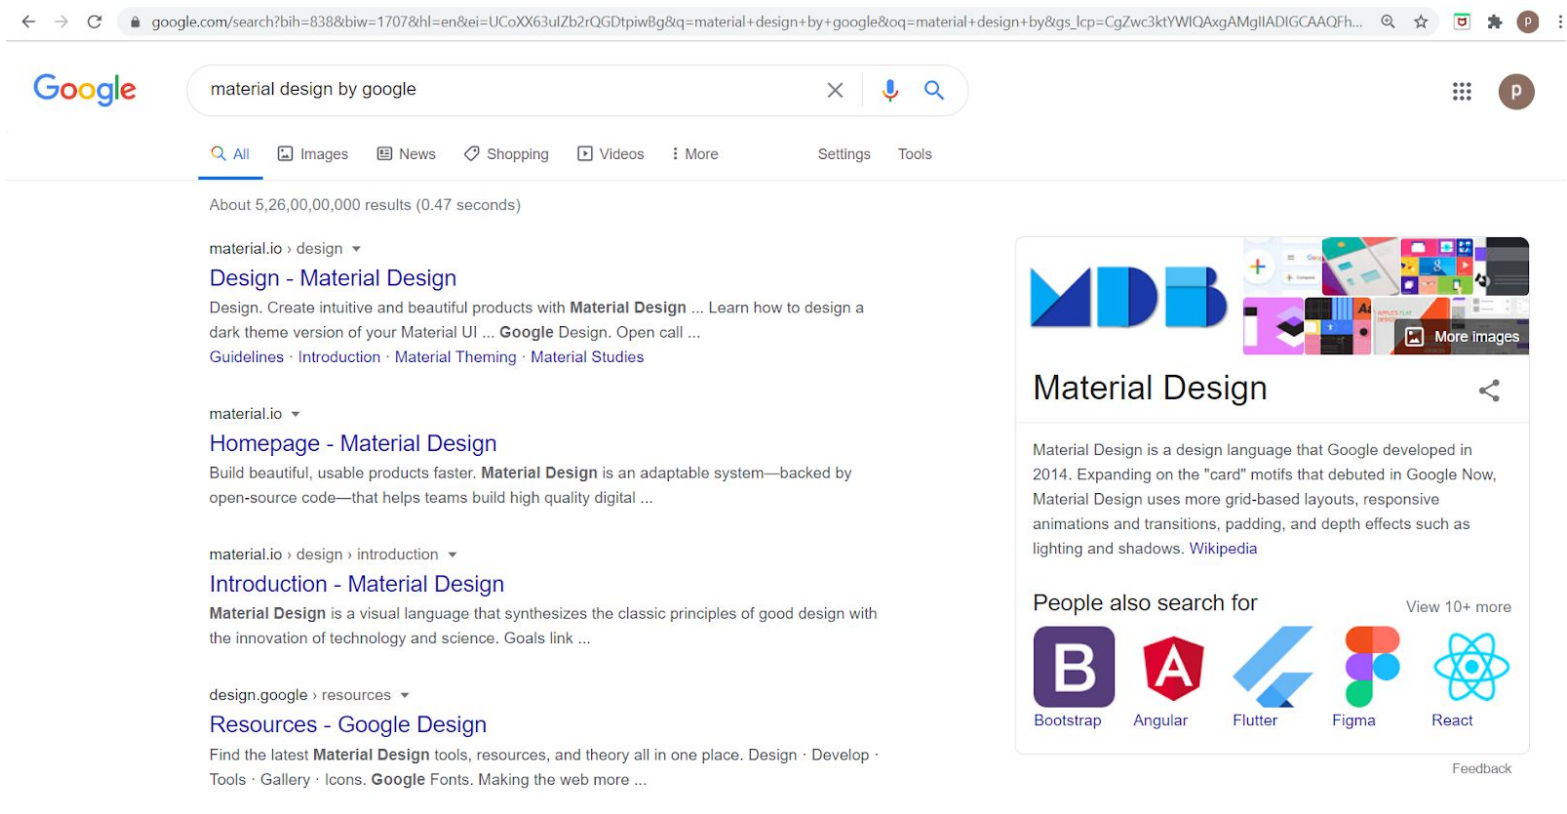 google.com/search?bih=838&biw=1707&hl=en&ei=UCoXX63uIZb2rQGDtpiwBg&q=material+design+by+google&oq=material+design+by&gs_lcp=CgZwc3ktYWIQAxgAMgIIADIGCAAQFh...
p
Google
material design by google
p
All Images News Shopping Videos More Settings Tools
About 5,26,00,00,000 results (0.47 seconds)
material.io › design
Design - Material Design
Design. Create intuitive and beautiful products with Material Design ... Learn how to design a
dark theme version of your Material UI ... Google Design. Open call ...
Guidelines · Introduction · Material Theming · Material Studies
material.io
Homepage - Material Design
Build beautiful, usable products faster. Material Design is an adaptable system—backed by
open-source code—that helps teams build high quality digital ...
material.io › design › introduction
Introduction - Material Design
Material Design is a visual language that synthesizes the classic principles of good design with
the innovation of technology and science. Goals link ...
design.google › resources
Resources - Google Design
Find the latest Material Design tools, resources, and theory all in one place. Design · Develop ·
Tools · Gallery · Icons. Google Fonts. Making the web more ...
MDB
More images
Material Design
Material Design is a design language that Google developed in
2014. Expanding on the "card" motifs that debuted in Google Now,
Material Design uses more grid-based layouts, responsive
animations and transitions, padding, and depth effects such as
lighting and shadows. Wikipedia
People also search for
View 10+ more
B A
Bootstrap Angular Flutter Figma React
Feedback